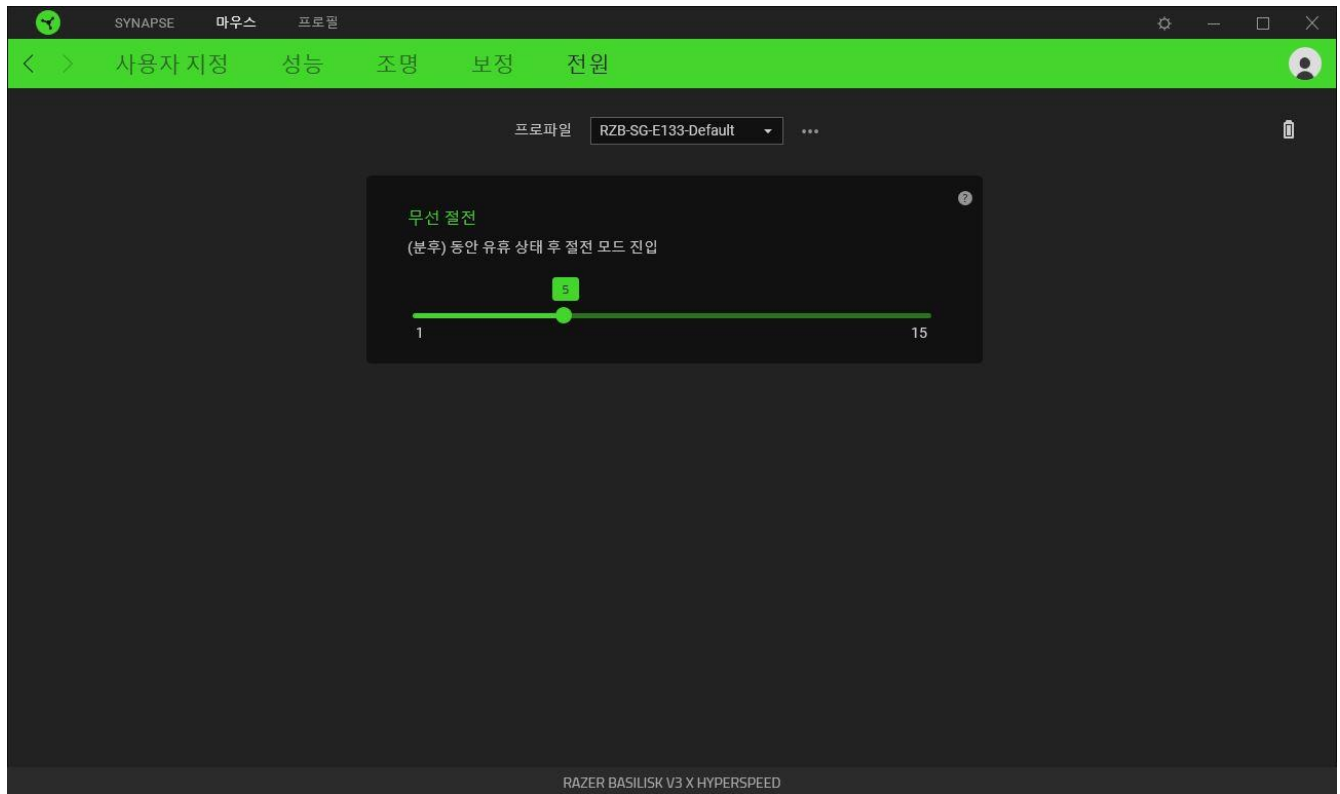 SYNAPSE 마우스 프로필
사용자 지정 성능 조명 보정 전원
프로파일 RZB-SG-E133-Default
무선 절전
(분후) 동안 유휴 상태 후 절전 모드 진입
5
1 15
RAZER BASILISK V3 X HYPERSPEED